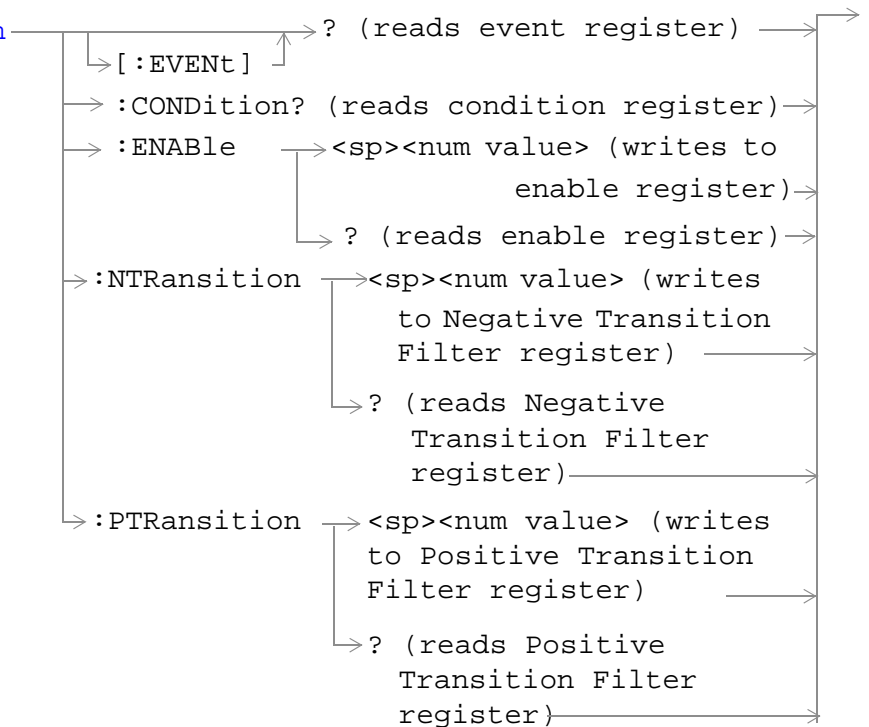 n ? (reads event register)
[:EVENt]
:CONDition? (reads condition register)
:ENABle <sp><num value> (writes to
enable register)
? (reads enable register)
:NTRansition <sp><num value> (writes
to Negative Transition
Filter register)
? (reads Negative
Transition Filter
register)
:PTRansition <sp><num value> (writes
to Positive Transition
Filter register)
? (reads Positive
Transition Filter
register)